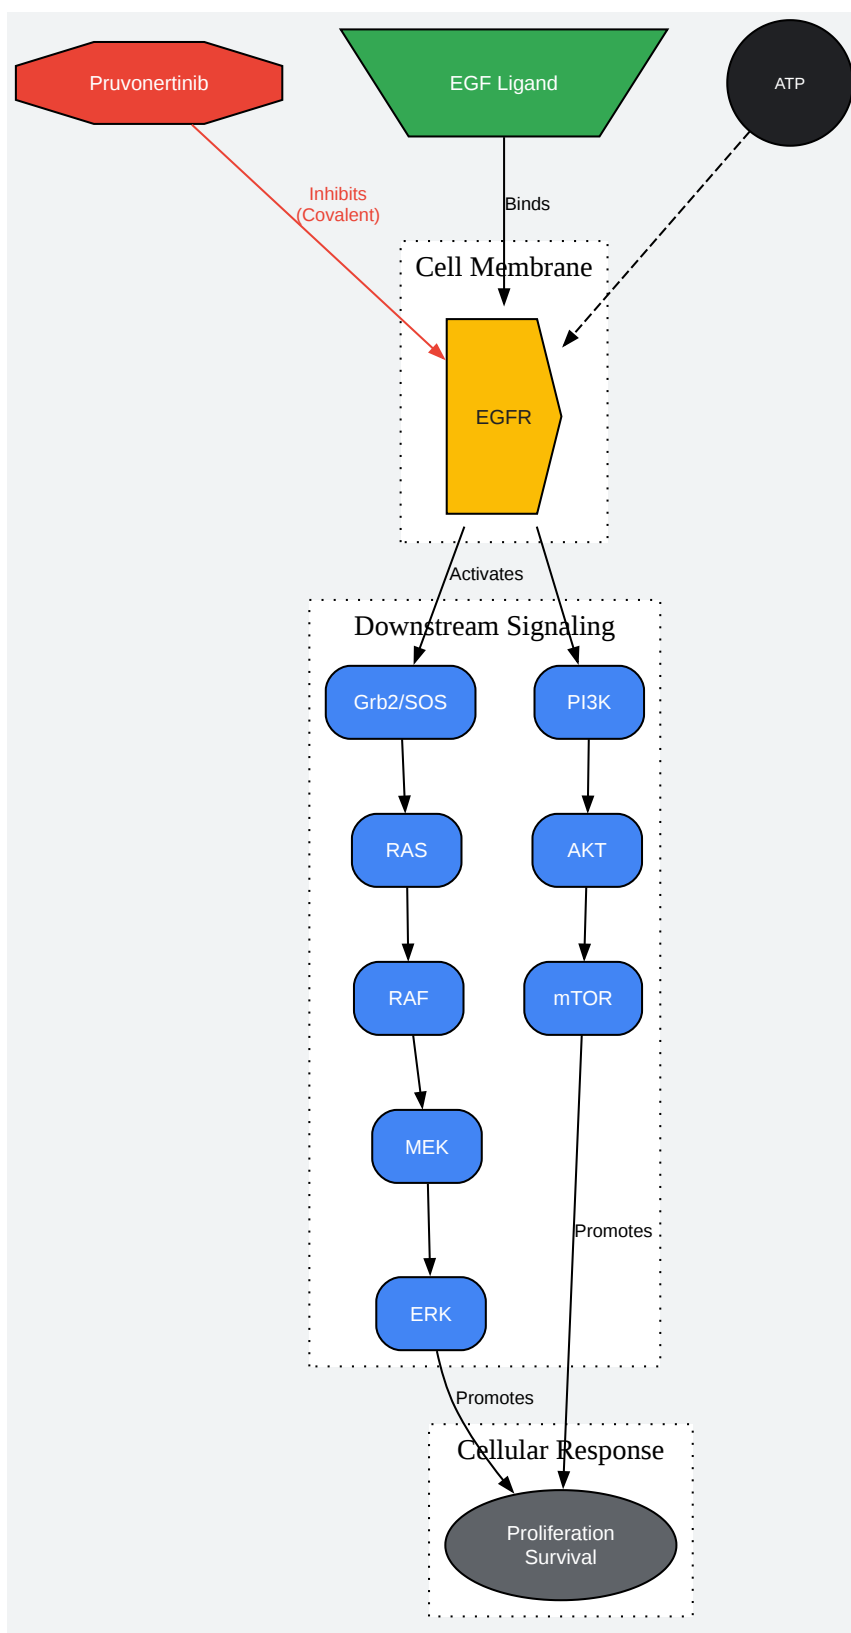 Pruvonertinib
EGF Ligand
ATP
Inhibits
(Covalent)
Binds
Cell Membrane
EGFR
Activates
Downstream Signaling
Grb2/SOS
PI3K
RAS
AKT
RAF
mTOR
MEK
Promotes
ERK
Promotes
Cellular Response
Proliferation
Survival